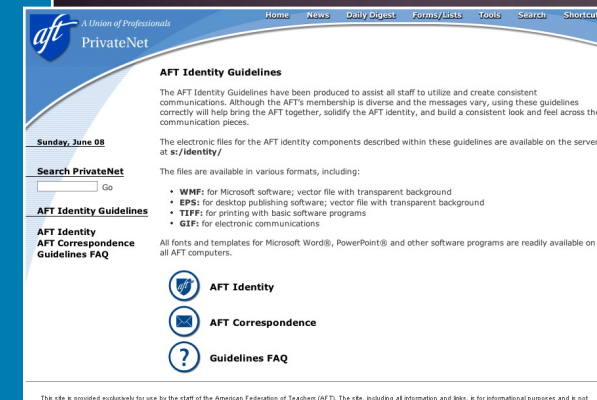 Home News Daily Digest Forms/Lists Tools Search Shortcut
aft A Union of Professionals
PrivateNet
AFT Identity Guidelines
The AFT Identity Guidelines have been produced to assist all staff to utilize and create consistent
communications. Although the AFT's membership is diverse and the messages vary, using these guidelines
correctly will help bring the AFT together, solidify the AFT identity, and build a consistent look and feel across the
communication pieces.
Sunday, June 08
The electronic files for the AFT identity components described within these guidelines are available on the server
at s:/identity/
Search PrivateNet
Go
The files are available in various formats, including:
• WMF: for Microsoft software; vector file with transparent background
• EPS: for desktop publishing software; vector file with transparent background
• TIFF: for printing with basic software programs
• GIF: for electronic communications
AFT Identity Guidelines
AFT Identity
AFT Correspondence
Guidelines FAQ
All fonts and templates for Microsoft Word®, PowerPoint® and other software programs are readily available on
all AFT computers.
aft AFT Identity
AFT Correspondence
? Guidelines FAQ
This site is provided exclusively for use by the staff of the American Federation of Teachers (AFT). The site, including all information and links, is for informational purposes and is not